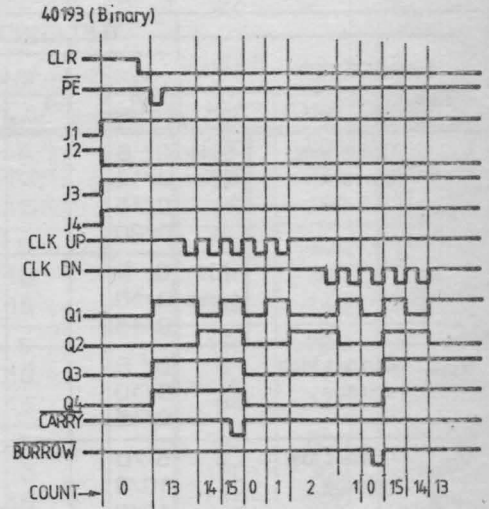 40193 (Binary)
CLR
PE
J1
J2
J3
J4
CLK UP
CLK DN
Q1
Q2
Q3
Q4
CARRY
BORROW
COUNT→ 0 13 14 15 0 1 2 1 0 15 14 13